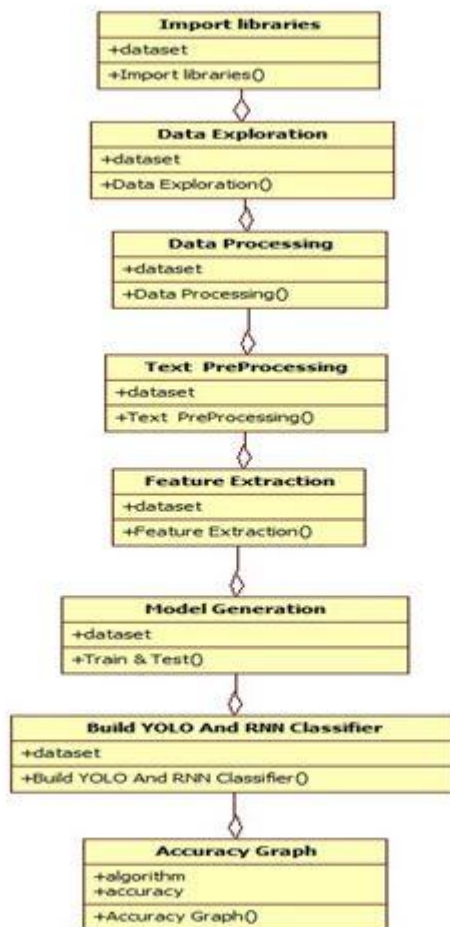 Import libraries
+dataset
+Import libraries()
Data Exploration
+dataset
+Data Exploration()
Data Processing
+dataset
+Data Processing()
Text PreProcessing
+dataset
+Text PreProcessing()
Feature Extraction
+dataset
+Feature Extraction()
Model Generation
+dataset
+Train & Test()
Build YOLO And RNN Classifier
+dataset
+Build YOLO And RNN Classifier()
Accuracy Graph
+algorithm
+accuracy
+Accuracy Graph()